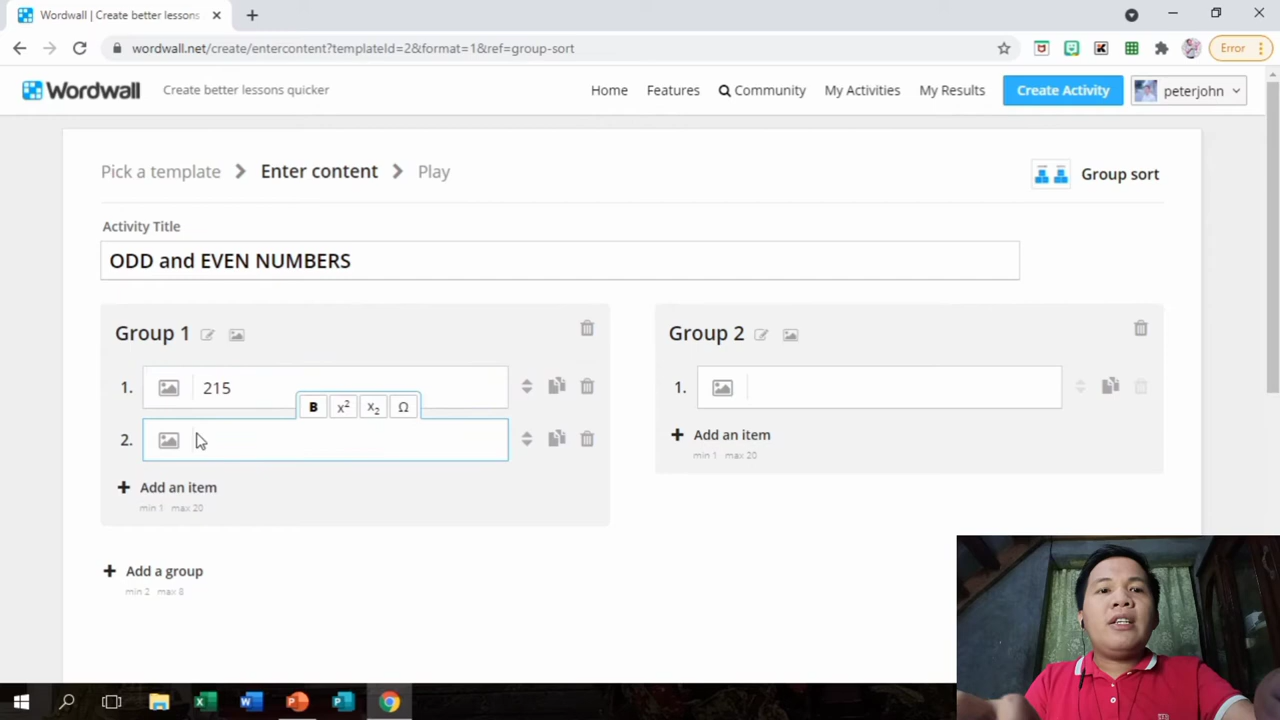 Wordwall | Create better lessons
wordwall.net/create/entercontent?templateId=2&format=1&ref=group-sort
Error
Wordwall
Create better lessons quicker
Home
Features
Community
My Activities
My Results
Create Activity
peterjohn
Pick a template
Enter content
Play
Group sort
Activity Title
ODD and EVEN NUMBERS
Group 1
1. 215
B x² x₂ Ω
2.
+ Add an item
min 1 max 20
Group 2
1.
+ Add an item
min 1 max 20
+ Add a group
min 2 max 8